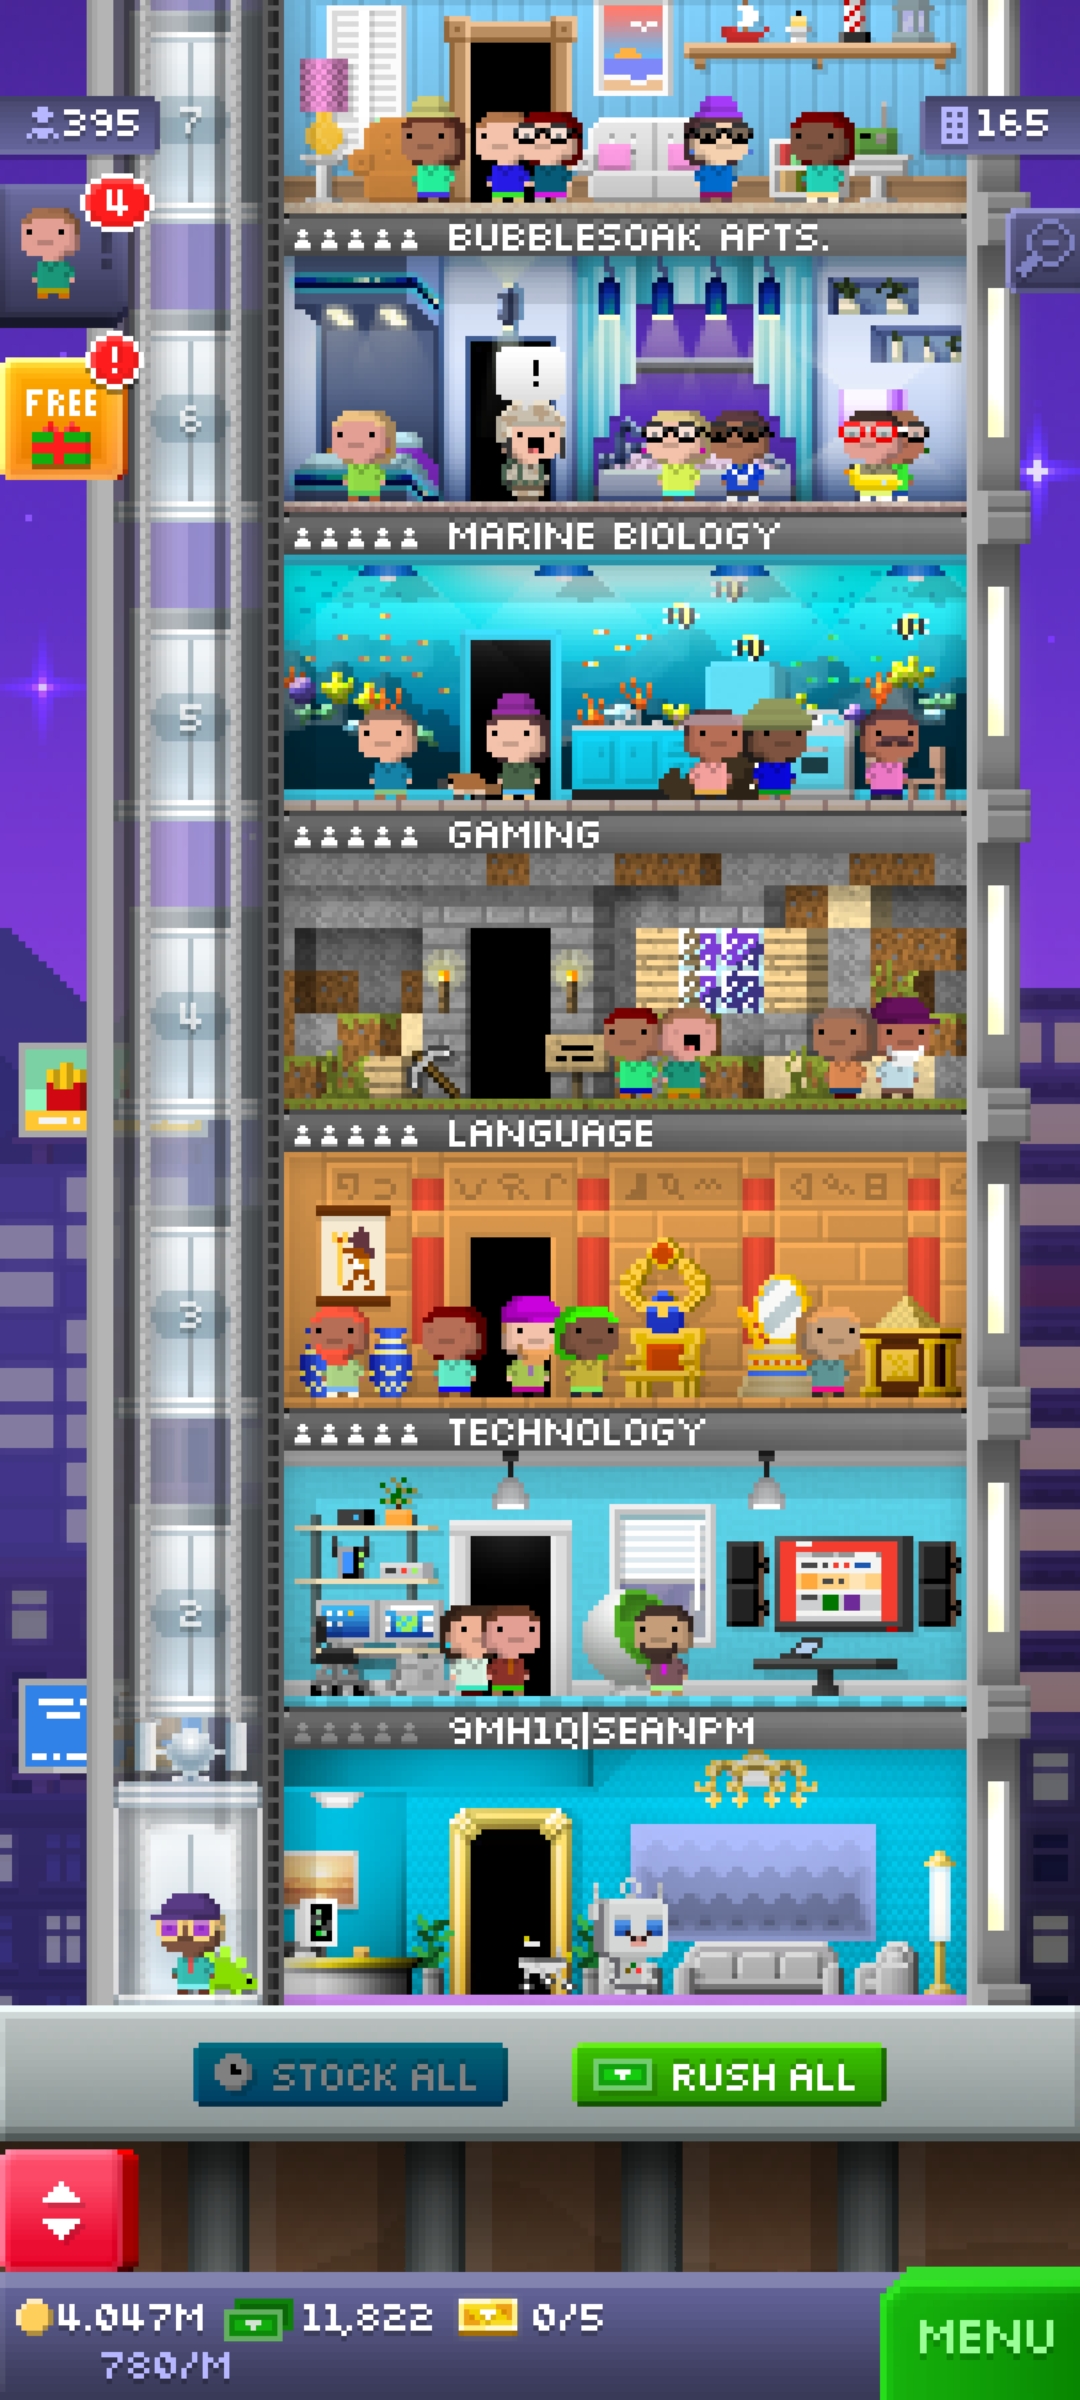 7
395
165
4
BUBBLESOAK APTS.
!
!
FREE
6
MARINE BIOLOGY
5
GAMING
4
LANGUAGE
3
TECHNOLOGY
2
9MH1Q|SEANPM
1
STOCK ALL
RUSH ALL
4.047M
11,822
0/5
780/M
MENU